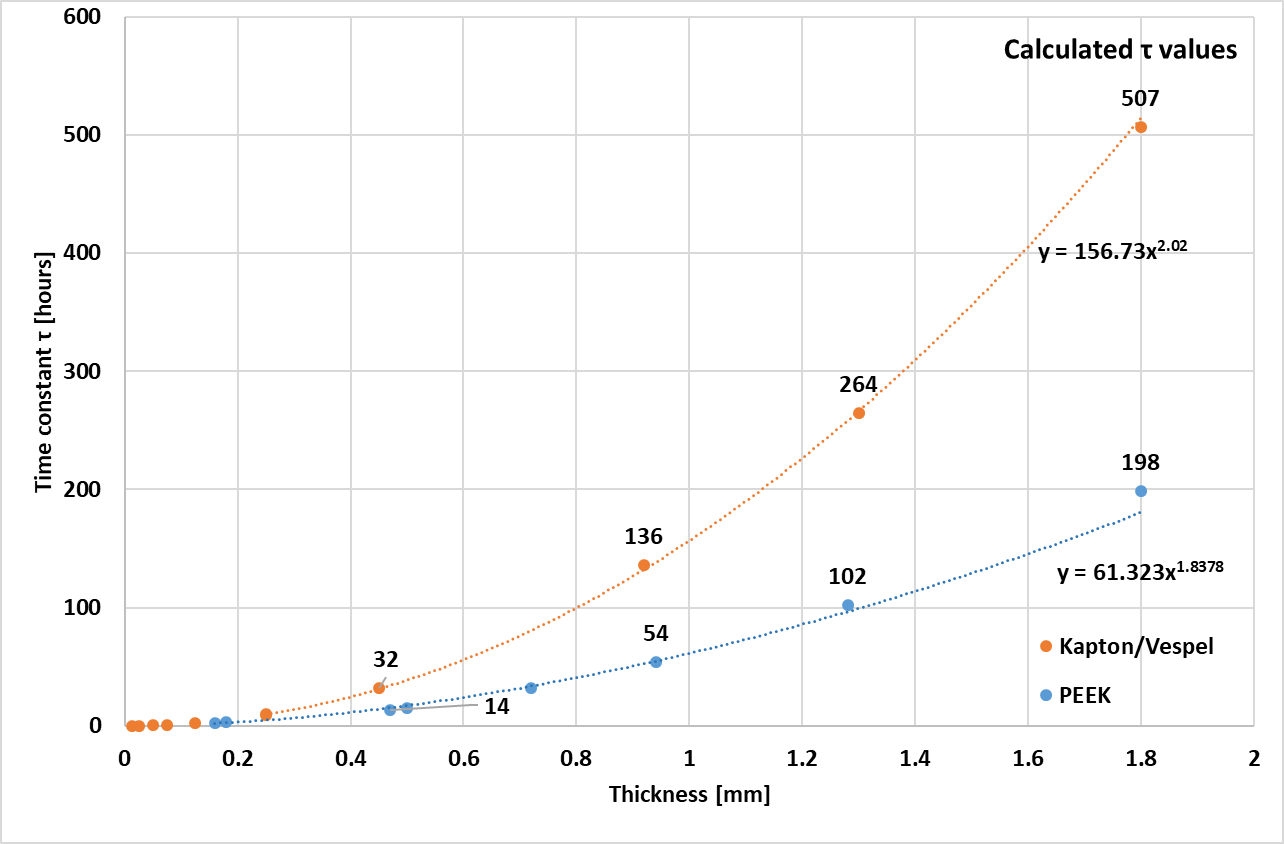 Calculated τ values
600
500
400
300
200
100
0
Time constant τ [hours]
507
264
136
32
198
102
54
14
y = 156.73x^2.02
y = 61.323x^1.8378
Kapton/Vespel
PEEK
0 0.2 0.4 0.6 0.8 1 1.2 1.4 1.6 1.8 2
Thickness [mm]